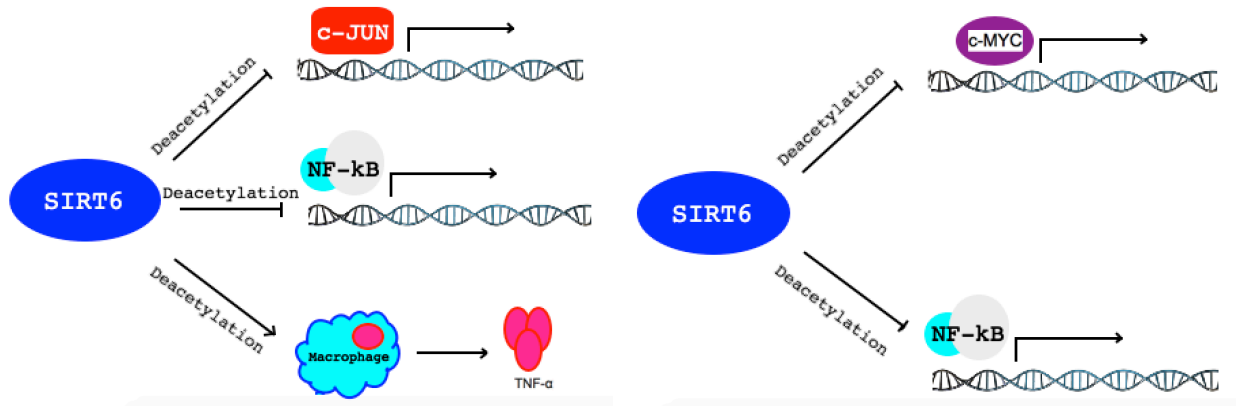 c-JUN
Deacetylation
NF-kB
Deacetylation
SIRT6
Deacetylation
Macrophage
TNF-α
c-MYC
Deacetylation
SIRT6
Deacetylation
NF-kB